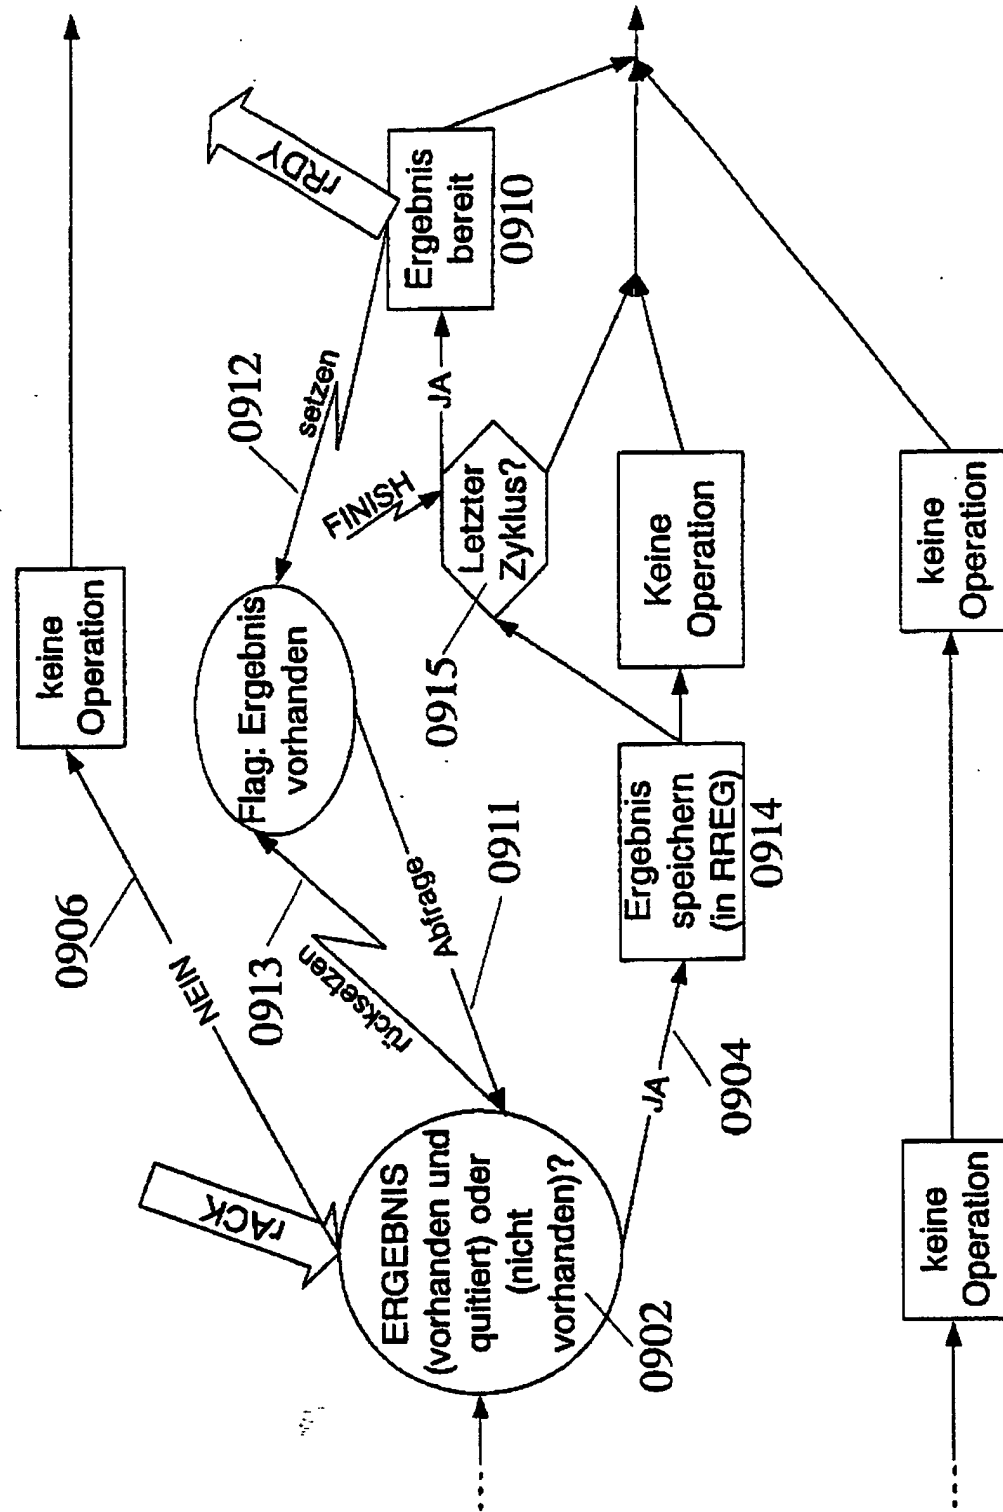 keine
Operation
0906
NEIN
rACK
rRDY
0912
setzen
Flag: Ergebnis
vorhanden
0913
rücksetzen
Abfrage
0911
ERGEBNIS
(vorhanden und
quitiert) oder
(nicht
vorhanden)?
0902
JA
0904
Ergebnis
speichern
(in RREG)
0914
FINISH
Letzter
Zyklus?
0915
JA
Ergebnis
bereit
0910
Keine
Operation
keine
Operation
keine
Operation